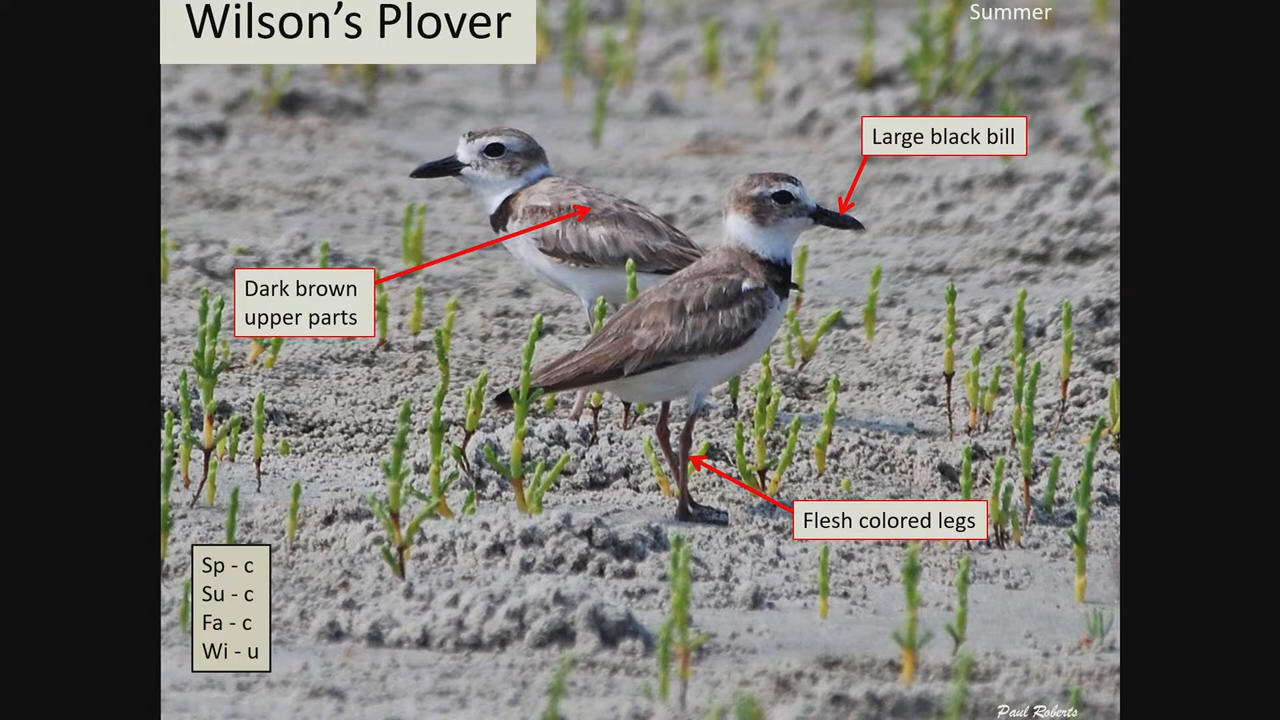 Wilson’s Plover
Summer
Large black bill
Dark brown
upper parts
Flesh colored legs
Sp - c
Su - c
Fa - c
Wi - u
Paul Roberts